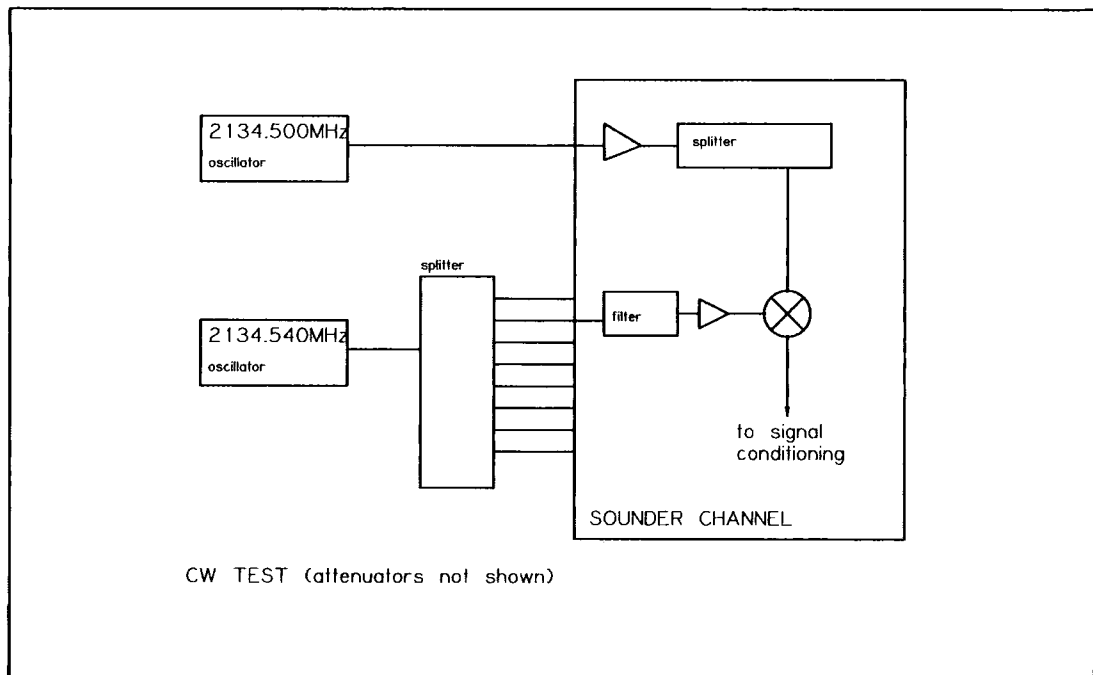 2134.500MHz
oscillator
splitter
splitter
2134.540MHz
oscillator
filter
to signal
conditioning
SOUNDER CHANNEL
CW TEST (attenuators not shown)